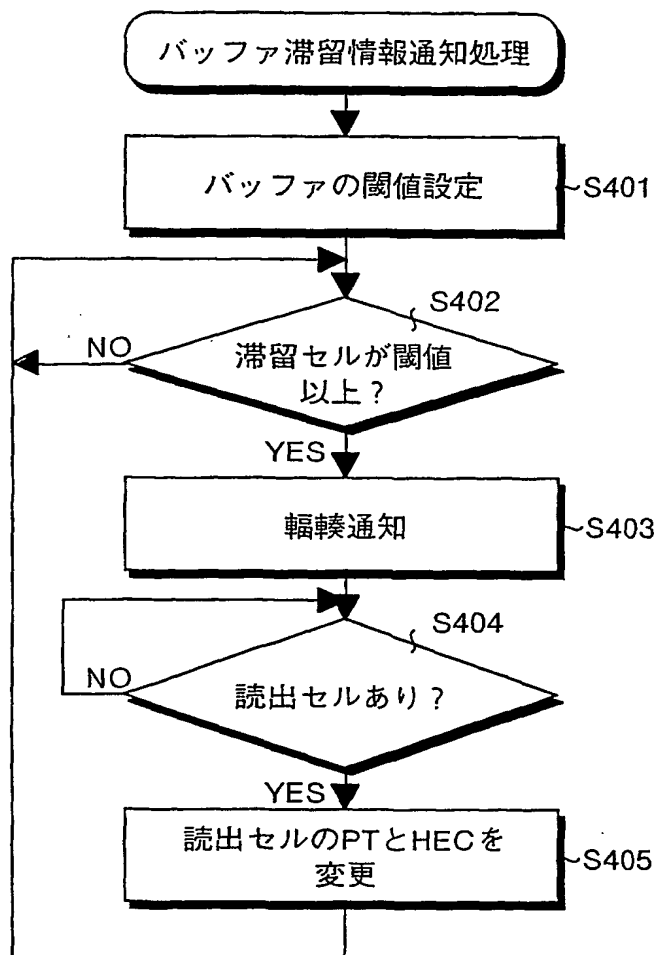 バッファ滞留情報通知処理
バッファの閾値設定
S401
S402
NO
滞留セルが閾値
以上?
YES
輻輳通知
S403
S404
NO
読出セルあり?
YES
読出セルのPTとHECを
変更
S405